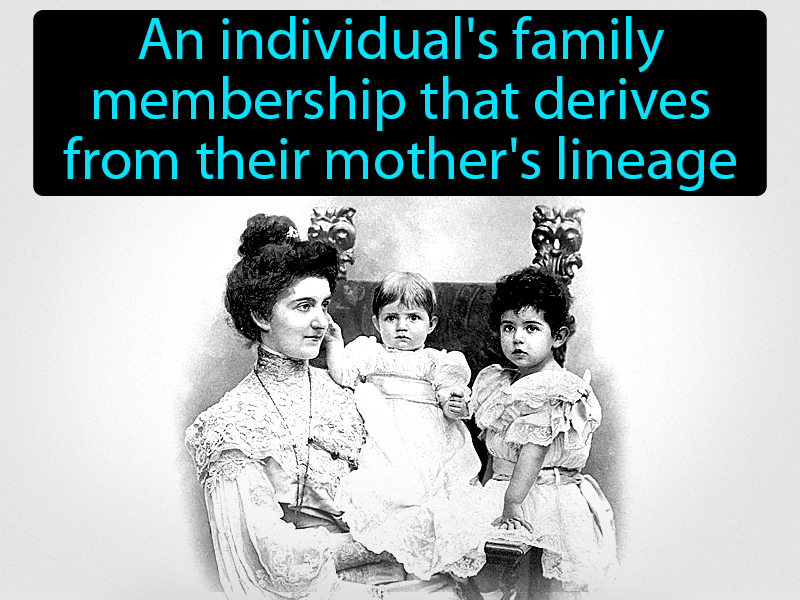 An individual's family
membership that derives
from their mother's lineage